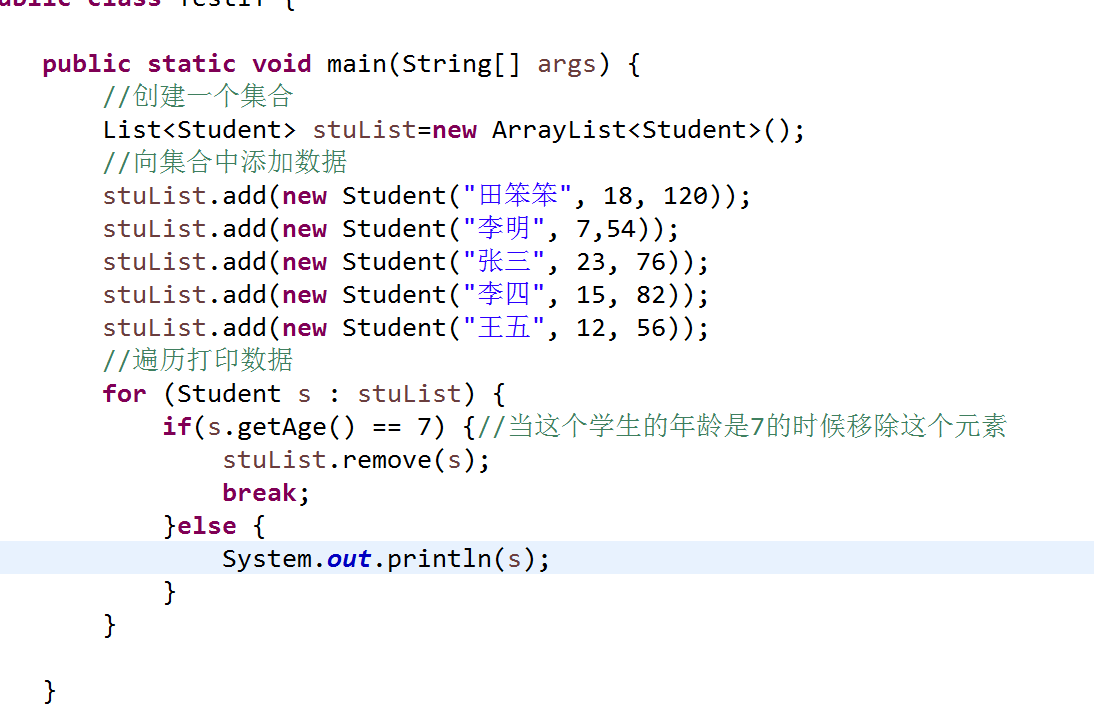 public class Test11 {
public static void main(String[] args) {
//创建一个集合
List<Student> stuList=new ArrayList<Student>();
//向集合中添加数据
stuList.add(new Student("田笨笨", 18, 120));
stuList.add(new Student("李明", 7,54));
stuList.add(new Student("张三", 23, 76));
stuList.add(new Student("李四", 15, 82));
stuList.add(new Student("王五", 12, 56));
//遍历打印数据
for (Student s : stuList) {
if(s.getAge() == 7) {//当这个学生的年龄是7的时候移除这个元素
stuList.remove(s);
break;
}else {
System.out.println(s);
}
}
}